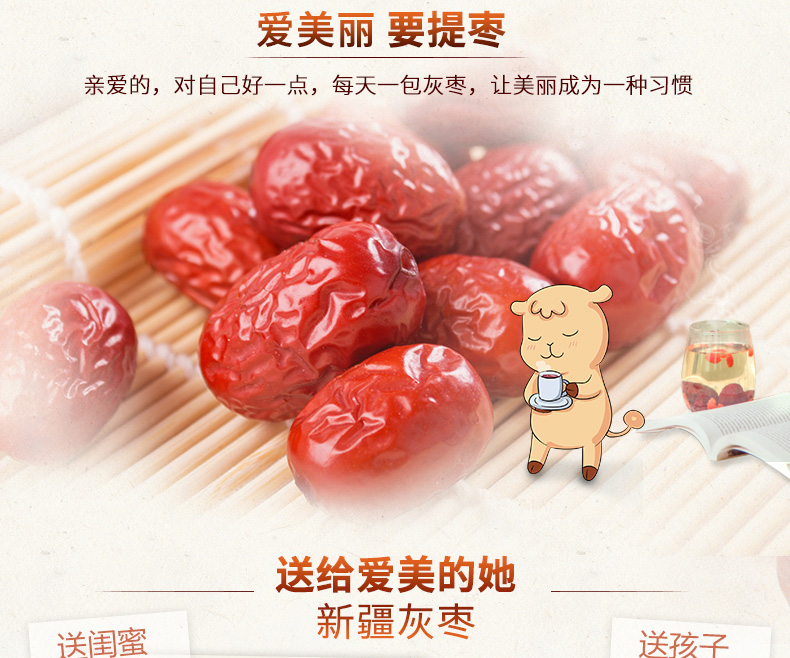 爱美丽 要提枣
亲爱的，对自己好一点，每天一包灰枣，让美丽成为一种习惯
送给爱美的她
新疆灰枣
送闺蜜
送孩子